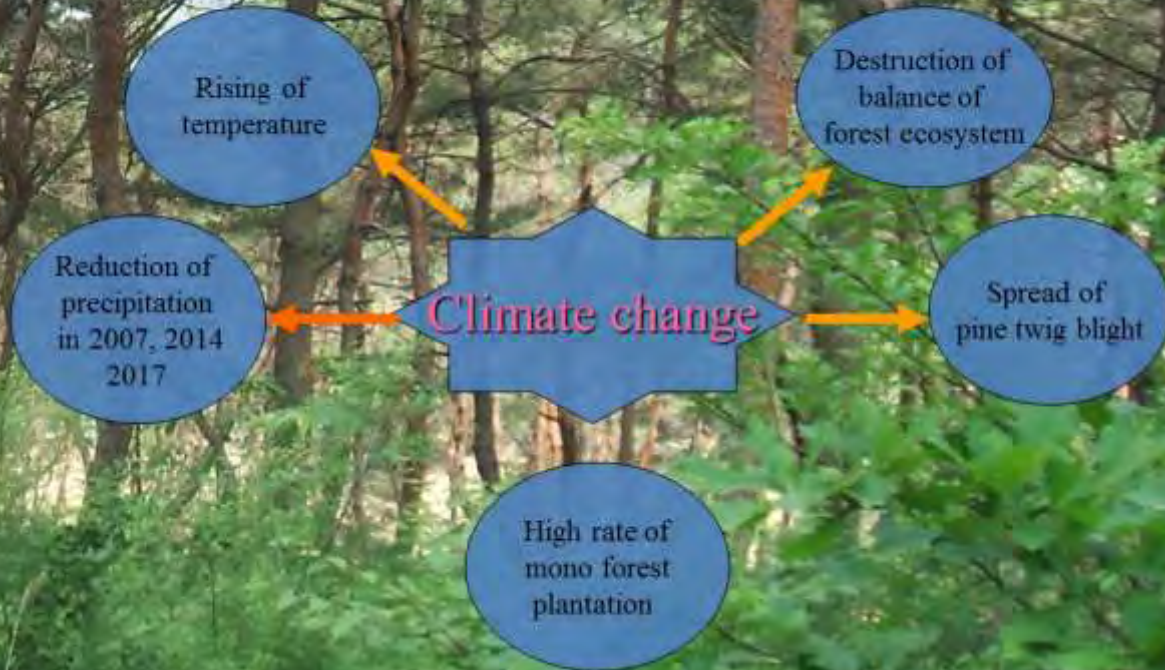 Rising of
temperature
Destruction of
balance of
forest ecosystem
Reduction of
precipitation
in 2007, 2014
2017
Climate change
Spread of
pine twig blight
High rate of
mono forest
plantation